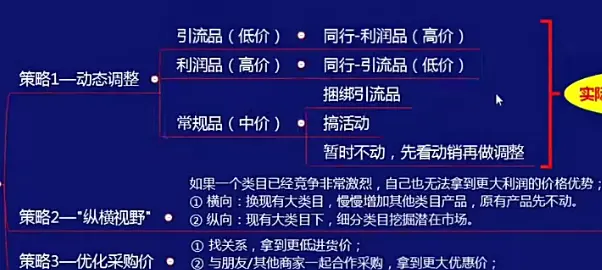 引流品（低价） 同行-利润品（高价）
策略1—动态调整 利润品（高价） 同行-引流品（低价）
捆绑引流品
常规品（中价） 搞活动
暂时不动，先看动销再做调整
实际
如果一个类目已经竞争非常激烈，自己也无法拿到更大利润的价格优势；
策略2—"纵横视野" ① 横向：换现有大类目，慢慢增加其他类目产品，原有产品先不动。
② 纵向：现有大类目下，细分类目挖掘潜在市场。
策略3—优化采购价 ① 找关系，拿到更低进货价；
② 与朋友/其他商家一起合作采购，拿到更大优惠价；